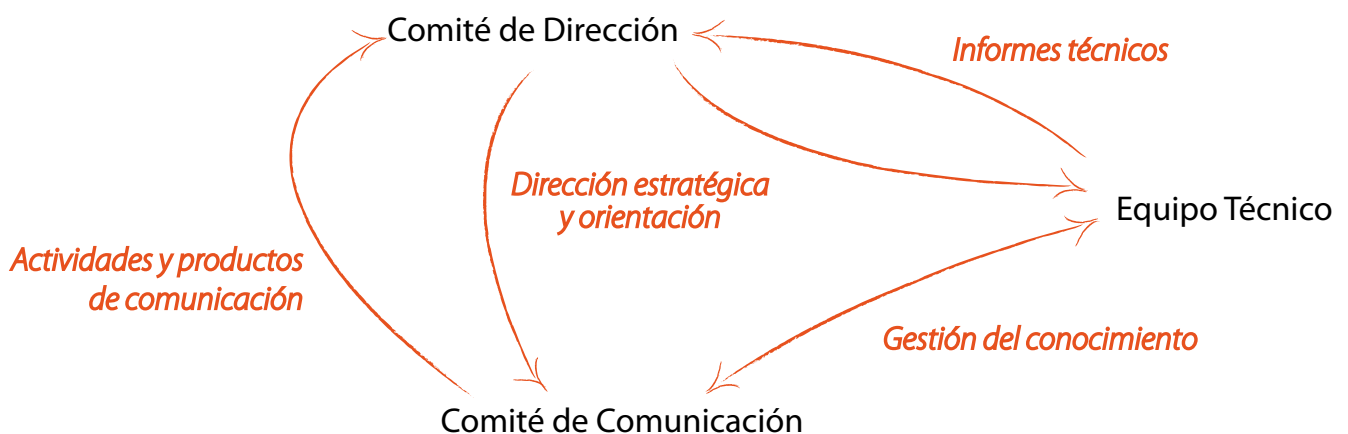 Comité de Dirección
Informes técnicos
Dirección estratégica
y orientación
Equipo Técnico
Actividades y productos
de comunicación
Gestión del conocimiento
Comité de Comunicación